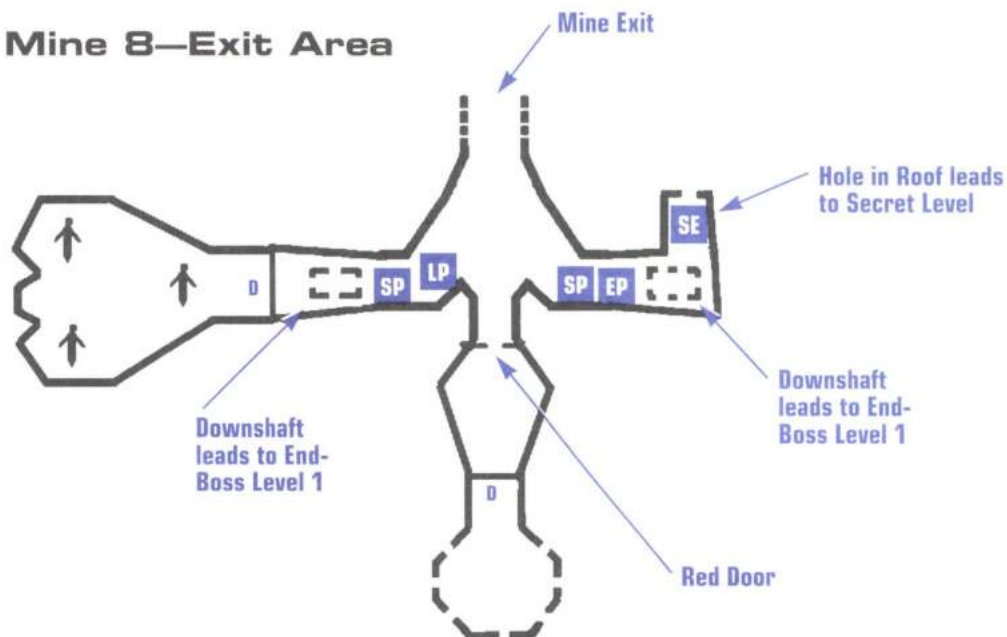 Mine 8—Exit Area
Mine Exit
Hole in Roof leads
to Secret Level
SE
LP
SP
SP
EP
D
Downshaft
leads to End-
Boss Level 1
Downshaft
leads to End-
Boss Level 1
D
Red Door